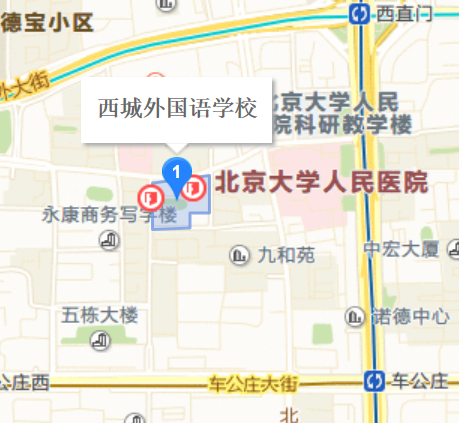 德宝小区
西直门
外大街
西城外国语学校
北京大学人民
医院科研教学楼
1
北京大学人民医院
永康商务写字楼
中宏大厦
九和苑
五栋大楼
诺德中心
公庄西
车公庄大街
车公庄
北